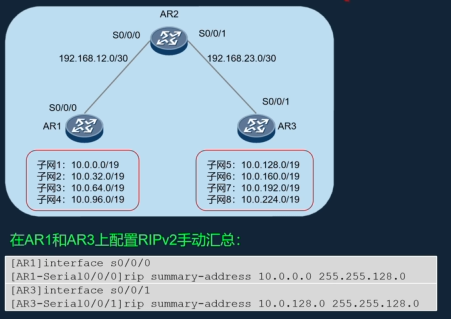 AR2
S0/0/0
S0/0/1
192.168.12.0/30
192.168.23.0/30
S0/0/0
S0/0/1
AR1
AR3
子网1：10.0.0.0/19
子网2：10.0.32.0/19
子网3：10.0.64.0/19
子网4：10.0.96.0/19
子网5：10.0.128.0/19
子网6：10.0.160.0/19
子网7：10.0.192.0/19
子网8：10.0.224.0/19
在AR1和AR3上配置RIPv2手动汇总：
[AR1]interface s0/0/0
[AR1-Serial0/0/0]rip summary-address 10.0.0.0 255.255.128.0
[AR3]interface s0/0/1
[AR3-Serial0/0/1]rip summary-address 10.0.128.0 255.255.128.0